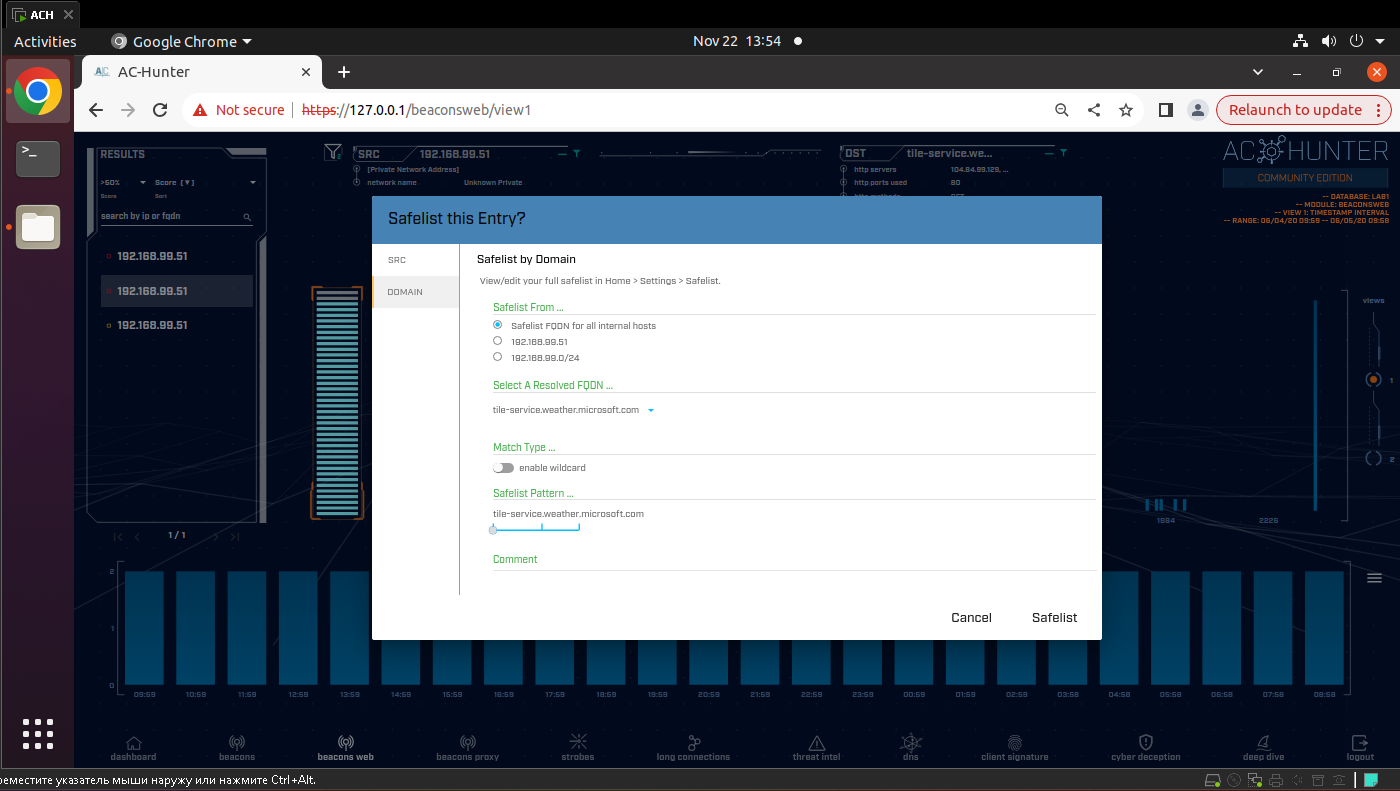 ACH
Activities
Google Chrome
Nov 22 13:54
AC-Hunter
Not secure
https://127.0.0.1/beaconsweb/view1
Relaunch to update
RESULTS
>50%
Score (▼)
Score
Sort
search by ip or fqdn
192.168.99.51
192.168.99.51
192.168.99.51
1 / 1
SRC
192.168.99.51
[Private Network Address]
network name
Unknown Private
DST
tile-service.we...
http servers
104.84.89.129, ...
http ports used
80
AC HUNTER
COMMUNITY EDITION
-- DATABASE: LAB1
-- MODULE: BEACONSWEB
-- VIEW 1: TIMESTAMP INTERVAL
-- RANGE: 06/04/20 09:59 -- 06/05/20 09:58
views
1
2
1884
2228
Safelist this Entry?
SRC
DOMAIN
Safelist by Domain
View/edit your full safelist in Home > Settings > Safelist.
Safelist From ...
Safelist FQDN for all internal hosts
192.168.99.51
192.168.99.0/24
Select A Resolved FQDN ...
tile-service.weather.microsoft.com
Match Type ...
enable wildcard
Safelist Pattern ...
tile-service.weather.microsoft.com
Comment
Cancel
Safelist
2
1
0
09:59
10:59
11:59
12:59
13:59
14:59
15:59
16:59
17:59
18:59
19:59
20:59
21:59
22:59
23:59
00:59
01:59
02:59
03:58
04:58
05:58
06:58
07:58
08:58
dashboard
beacons
beacons web
beacons proxy
strobes
long connections
threat intel
dns
client signature
cyber deception
deep dive
logout
реместите указатель мыши наружу или нажмите Ctrl+Alt.